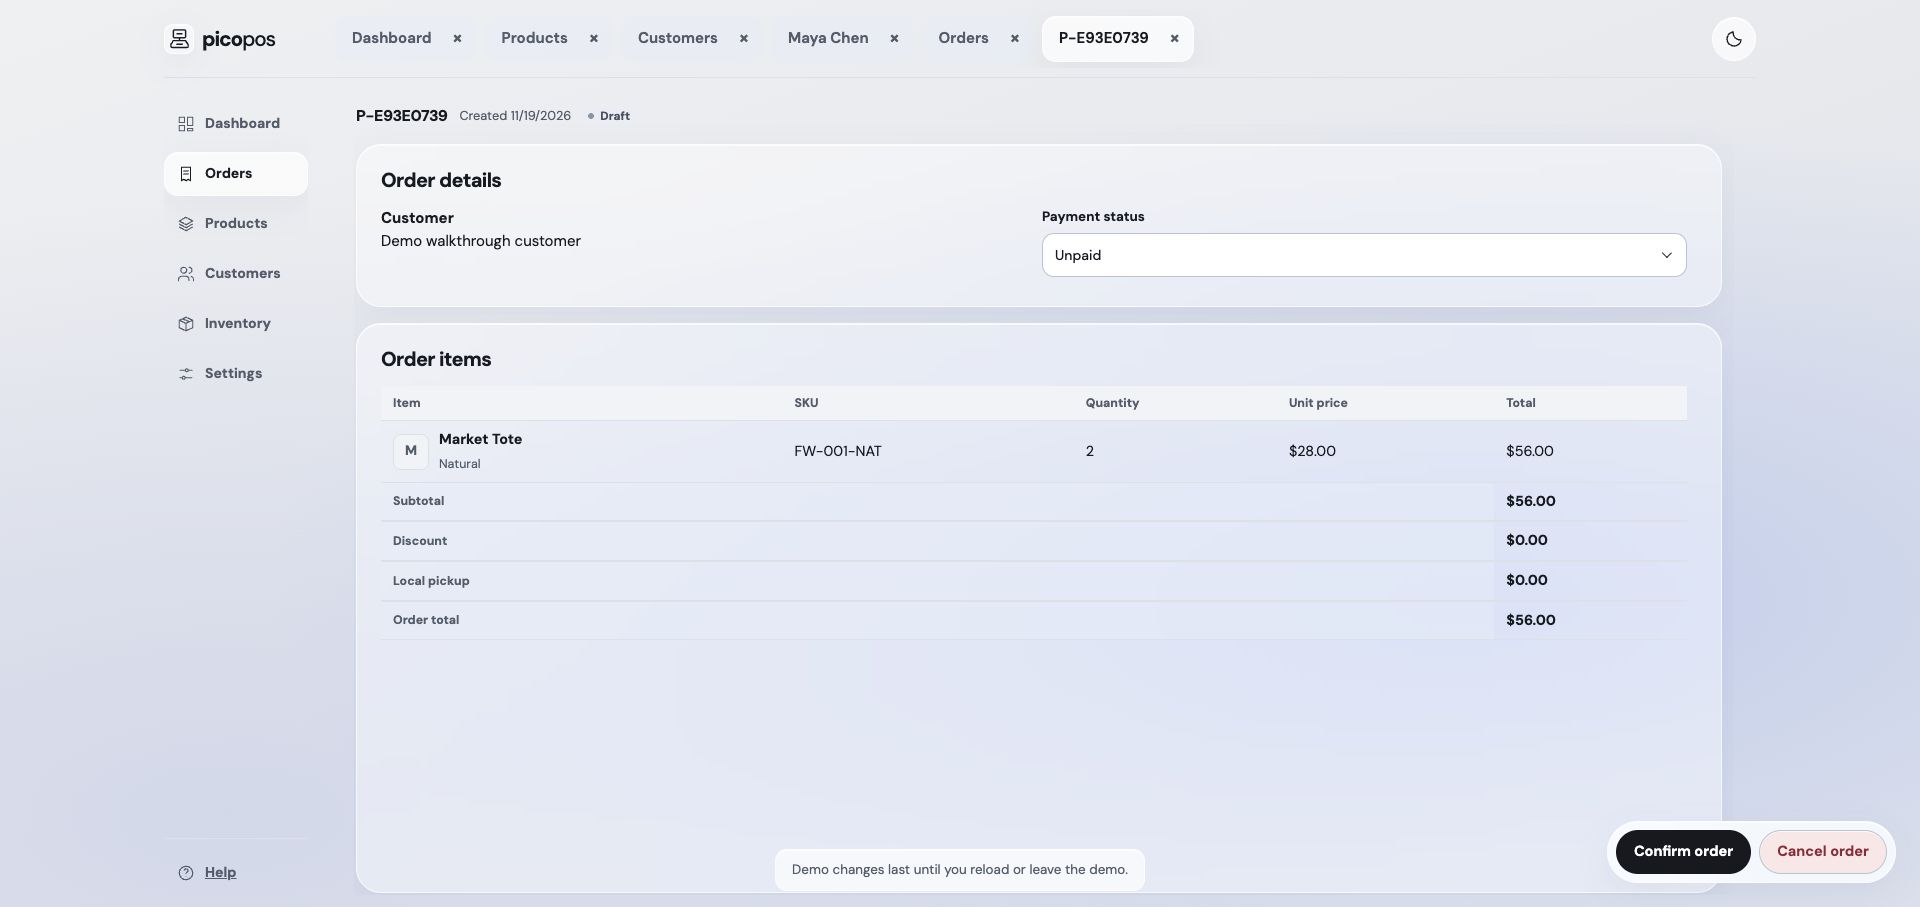 picopos
Dashboard × Products × Customers × Maya Chen × Orders × P-E93E0739 ×
Dashboard
Orders
Products
Customers
Inventory
Settings
Help
P-E93E0739 Created 11/19/2026 Draft
Order details
Customer
Demo walkthrough customer
Payment status
Unpaid
Order items
Item SKU Quantity Unit price Total
M Market Tote
Natural
FW-001-NAT 2 $28.00 $56.00
Subtotal $56.00
Discount $0.00
Local pickup $0.00
Order total $56.00
Demo changes last until you reload or leave the demo.
Confirm order Cancel order